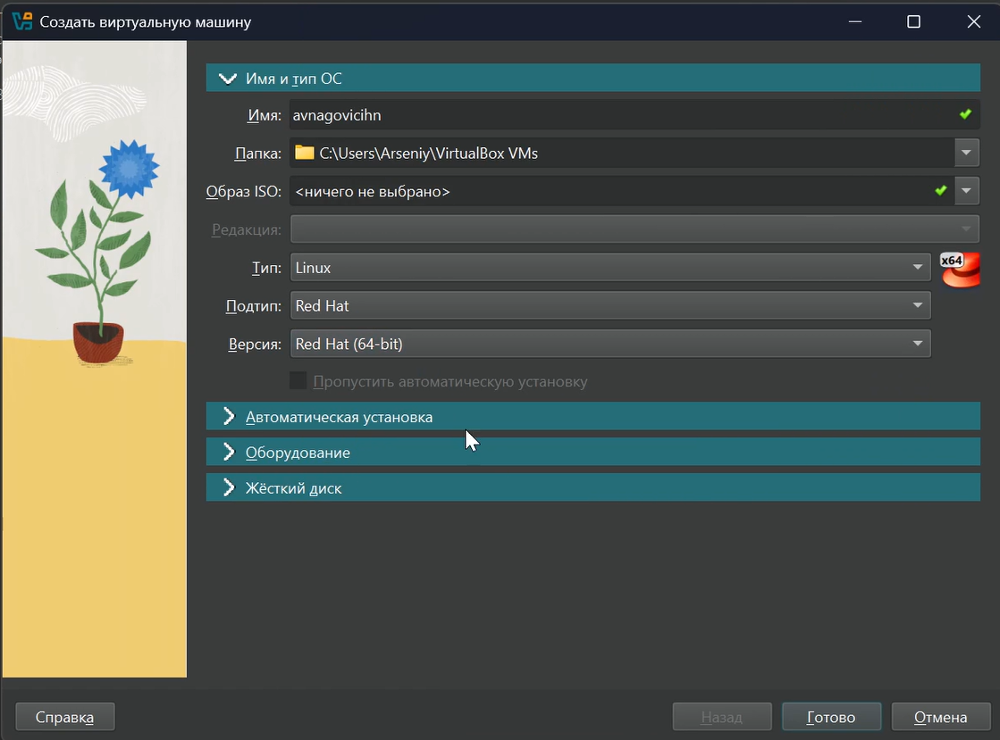 Создать виртуальную машину
Имя и тип ОС
Имя: avnagovicihn
Папка: C:\Users\Arseniy\VirtualBox VMs
Образ ISO: <ничего не выбрано>
Редакция:
Тип: Linux
x64
Подтип: Red Hat
Версия: Red Hat (64-bit)
Пропустить автоматическую установку
Автоматическая установка
Оборудование
Жёсткий диск
Справка Назад Готово Отмена